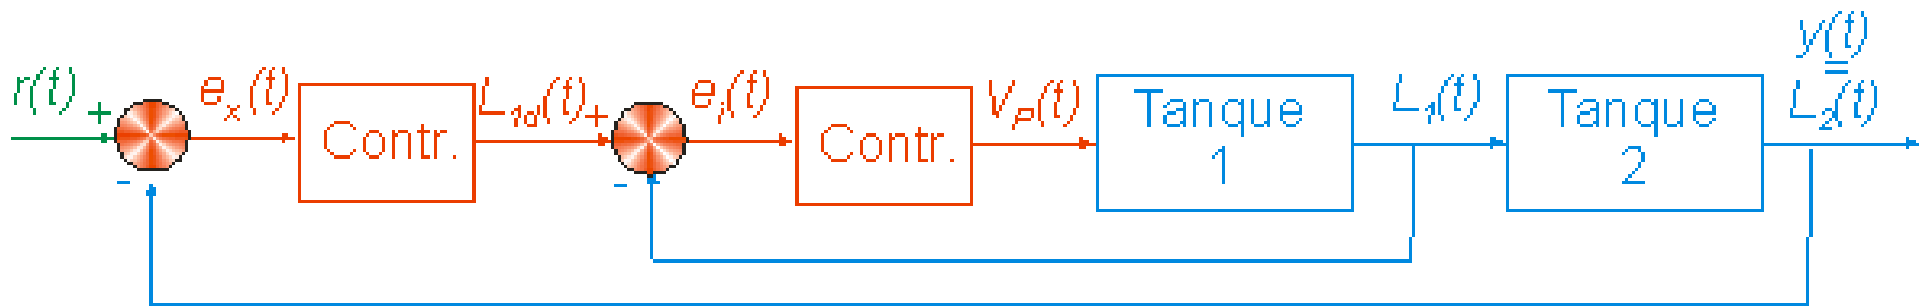 r(t)
+
-
e_x(t)
Contr.
L_1d(t)
+
-
e_i(t)
Contr.
V_p(t)
Tanque
1
L_1(t)
Tanque
2
y(t)
=
L_2(t)